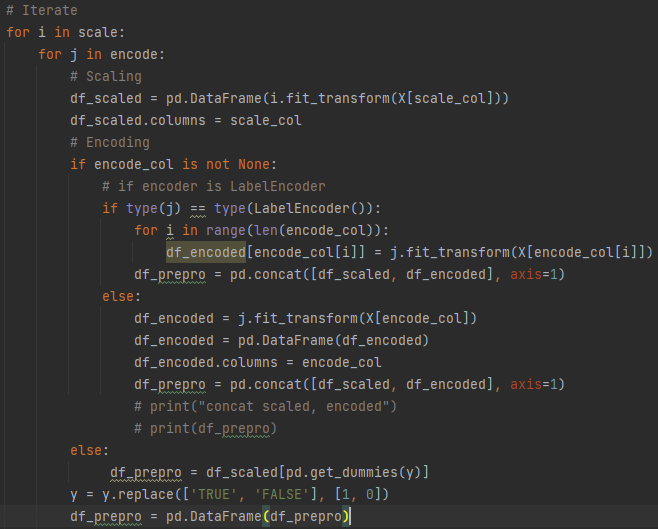 # Iterate
for i in scale:
    for j in encode:
        # Scaling
        df_scaled = pd.DataFrame(i.fit_transform(X[scale_col]))
        df_scaled.columns = scale_col
        # Encoding
        if encode_col is not None:
            # if encoder is LabelEncoder
            if type(j) == type(LabelEncoder()):
                for i in range(len(encode_col)):
                    df_encoded[encode_col[i]] = j.fit_transform(X[encode_col[i]])
                df_prepro = pd.concat([df_scaled, df_encoded], axis=1)
            else:
                df_encoded = j.fit_transform(X[encode_col])
                df_encoded = pd.DataFrame(df_encoded)
                df_encoded.columns = encode_col
                df_prepro = pd.concat([df_scaled, df_encoded], axis=1)
                # print("concat scaled, encoded")
                # print(df_prepro)
        else:
             df_prepro = df_scaled[pd.get_dummies(y)]
        y = y.replace(['TRUE', 'FALSE'], [1, 0])
        df_prepro = pd.DataFrame(df_prepro)